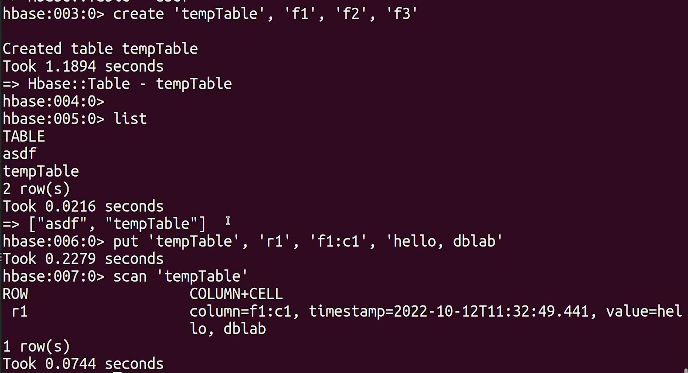 hbase:003:0> create 'tempTable', 'f1', 'f2', 'f3'
Created table tempTable
Took 1.1894 seconds
=> Hbase::Table - tempTable
hbase:004:0>
hbase:005:0> list
TABLE
asdf
tempTable
2 row(s)
Took 0.0216 seconds
=> ["asdf", "tempTable"]
hbase:006:0> put 'tempTable', 'r1', 'f1:c1', 'hello, dblab'
Took 0.2279 seconds
hbase:007:0> scan 'tempTable'
ROW COLUMN+CELL
r1 column=f1:c1, timestamp=2022-10-12T11:32:49.441, value=hel
lo, dblab
1 row(s)
Took 0.0744 seconds